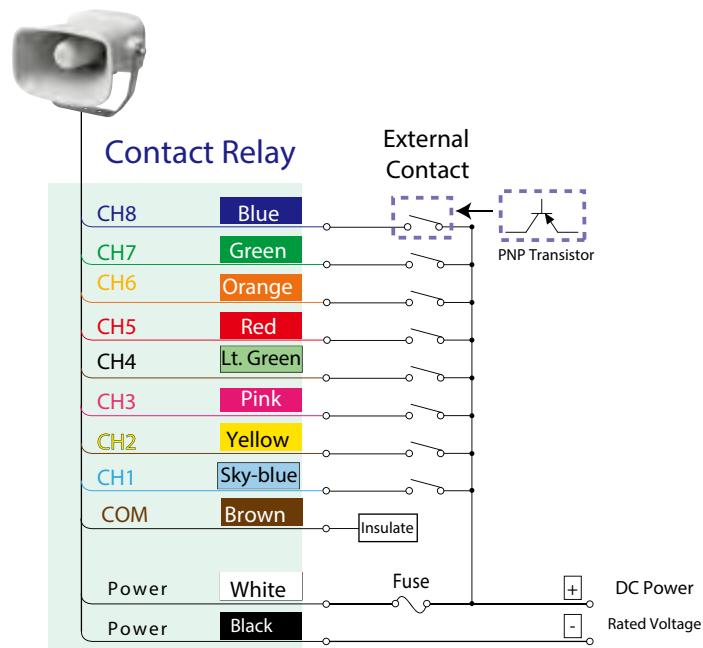 Contact Relay
External
Contact
CH8 Blue
PNP Transistor
CH7 Green
CH6 Orange
CH5 Red
CH4 Lt. Green
CH3 Pink
CH2 Yellow
CH1 Sky-blue
COM Brown Insulate
Power White Fuse + DC Power
Power Black - Rated Voltage